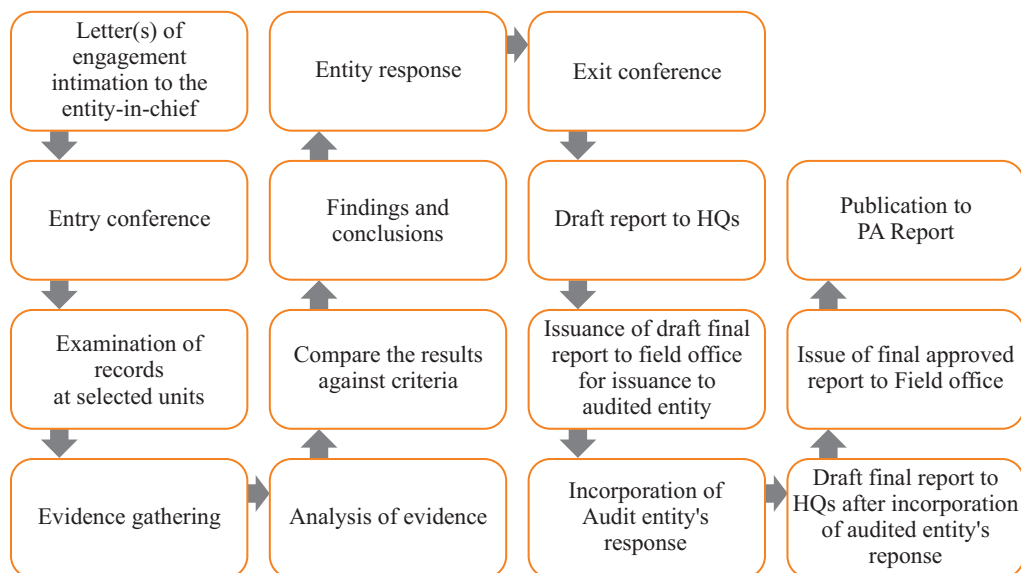 Letter(s) of
engagement
intimation to the
entity-in-chief
Entry conference
Examination of
records
at selected units
Evidence gathering
Analysis of evidence
Compare the results
against criteria
Findings and
conclusions
Entity response
Exit conference
Draft report to HQs
Issuance of draft final
report to field office
for issuance to
audited entity
Incorporation of
Audit entity's
response
Draft final report to
HQs after incorporation
of audited entity's
reponse
Issue of final approved
report to Field office
Publication to
PA Report